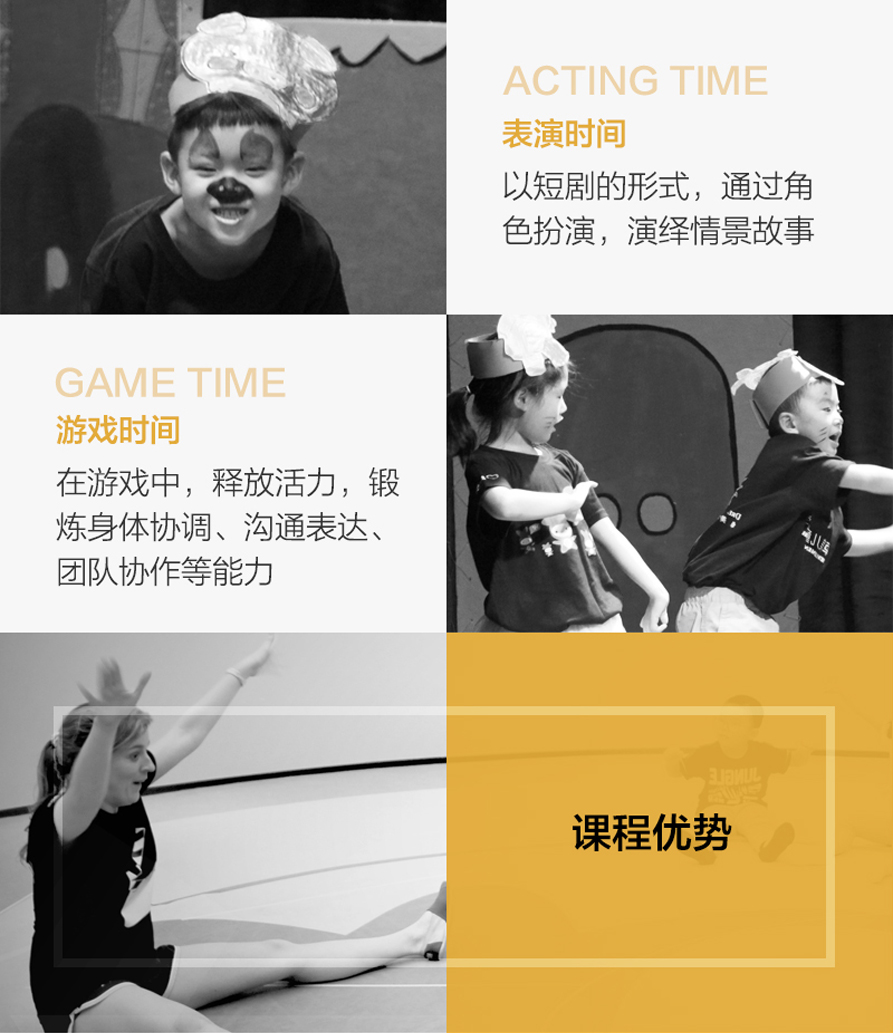 ACTING TIME
表演时间
以短剧的形式，通过角
色扮演，演绎情景故事
GAME TIME
游戏时间
在游戏中，释放活力，锻
炼身体协调、沟通表达、
团队协作等能力
JUNGLE
课程优势